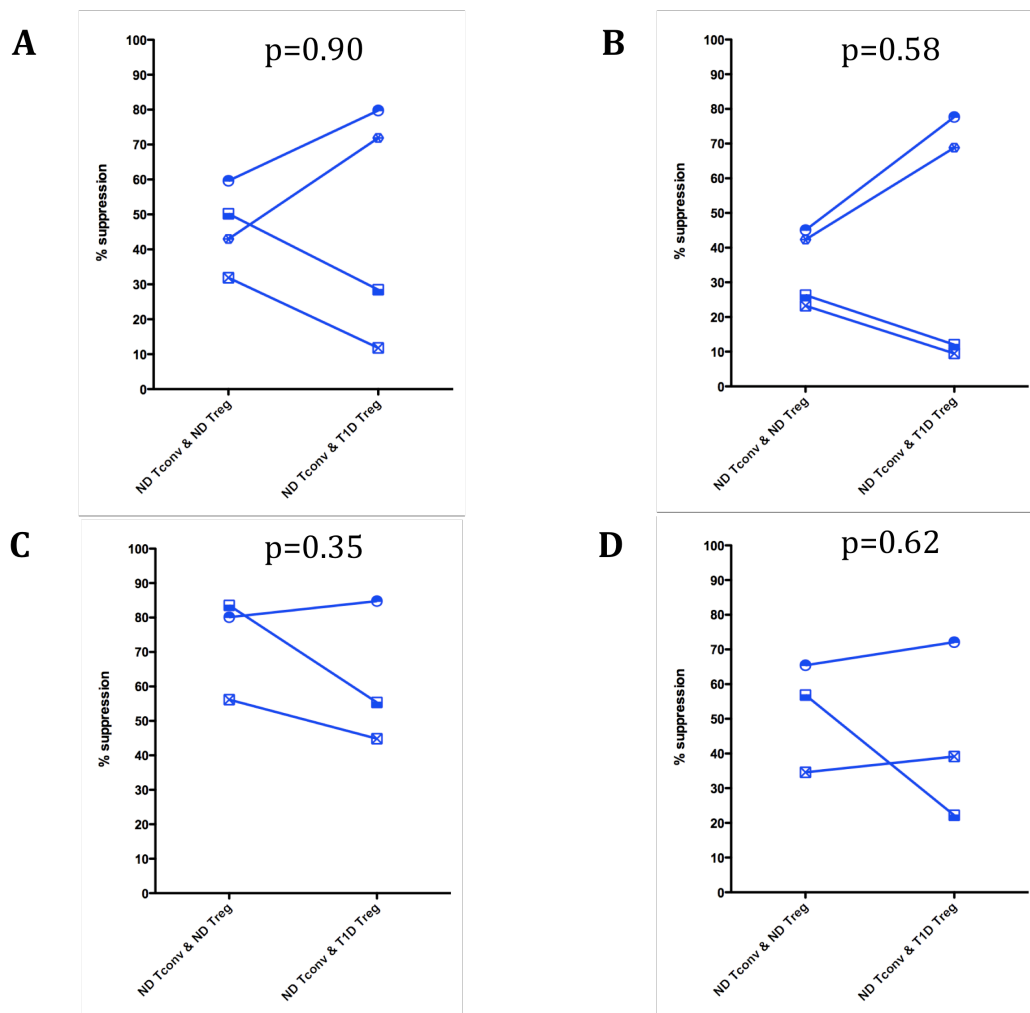 A
p=0.90
100
90
80
70
60
50
40
30
20
10
0
% suppression
ND Tconv & ND Treg
ND Tconv & T1D Treg
B
p=0.58
100
90
80
70
60
50
40
30
20
10
0
% suppression
ND Tconv & ND Treg
ND Tconv & T1D Treg
C
p=0.35
100
90
80
70
60
50
40
30
20
10
0
% suppression
ND Tconv & ND Treg
ND Tconv & T1D Treg
D
p=0.62
100
90
80
70
60
50
40
30
20
10
0
% suppression
ND Tconv & ND Treg
ND Tconv & T1D Treg